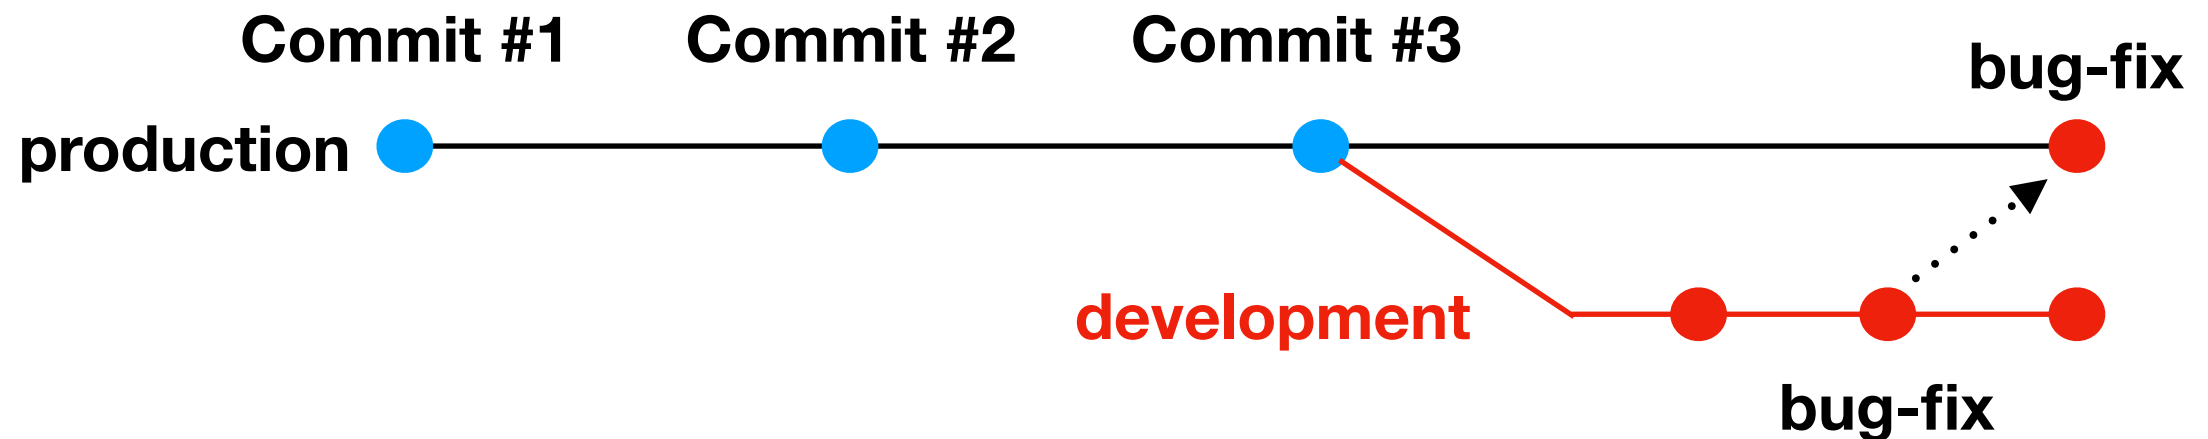 Commit #1
Commit #2
Commit #3
bug-fix
production
development
bug-fix